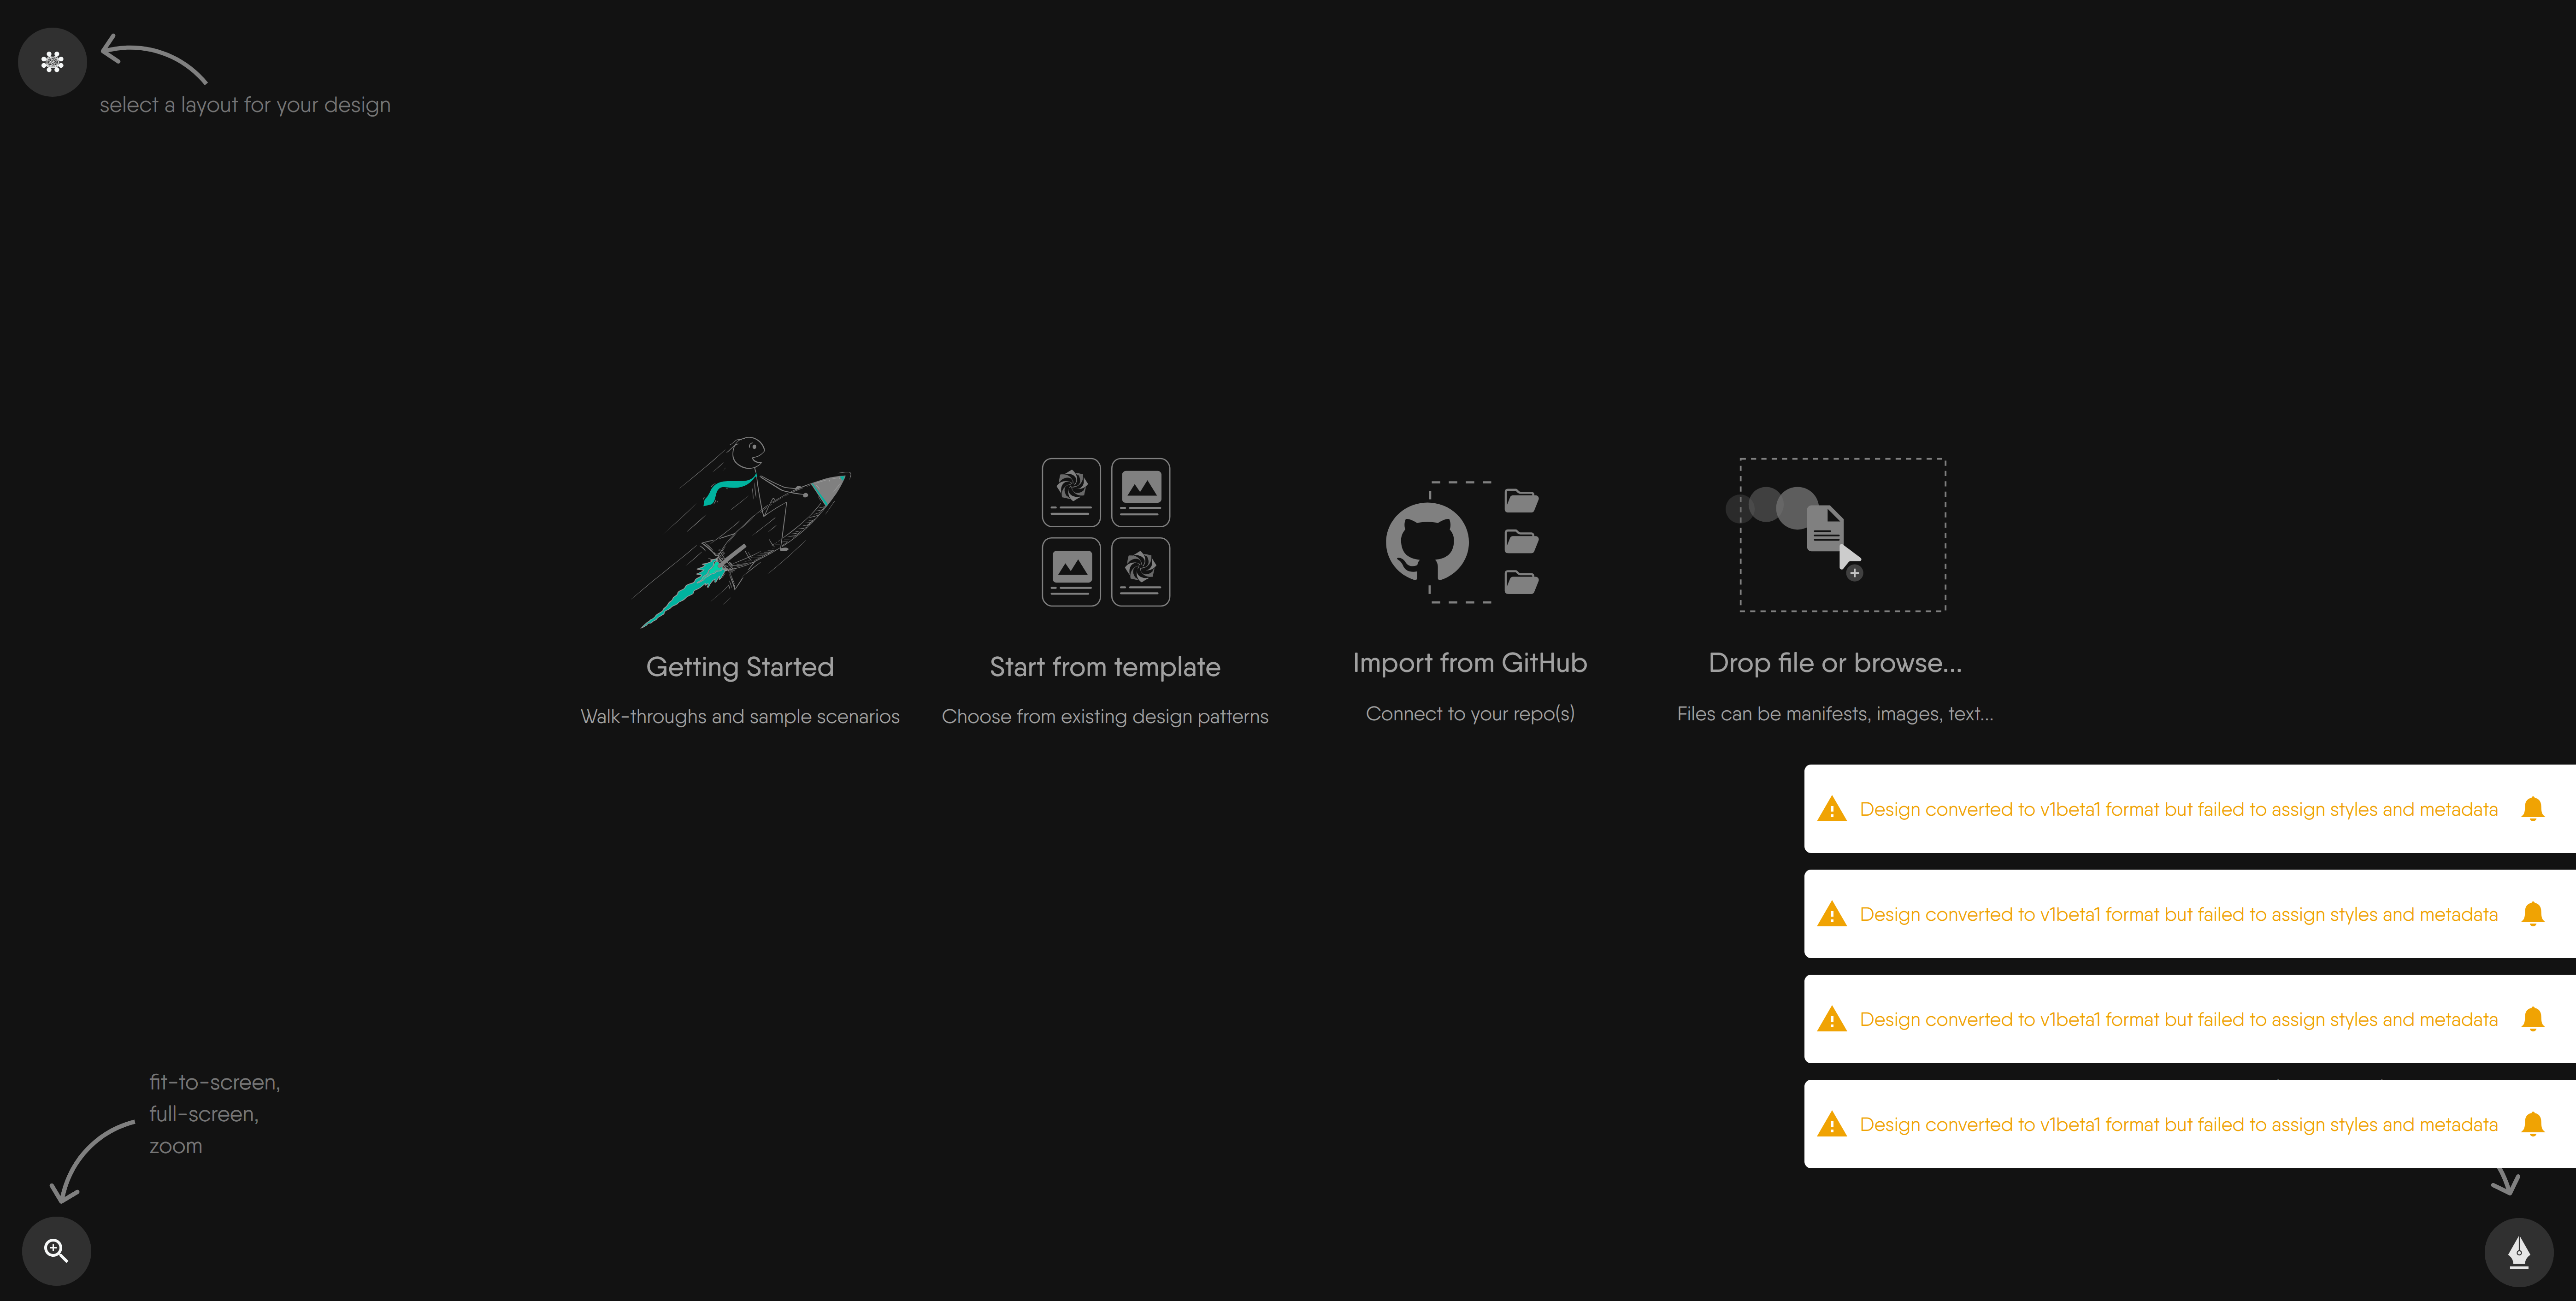 select a layout for your design
Getting Started
Walk-throughs and sample scenarios
Start from template
Choose from existing design patterns
Import from GitHub
Connect to your repo(s)
Drop file or browse...
Files can be manifests, images, text...
Design converted to v1beta1 format but failed to assign styles and metadata
Design converted to v1beta1 format but failed to assign styles and metadata
Design converted to v1beta1 format but failed to assign styles and metadata
Design converted to v1beta1 format but failed to assign styles and metadata
fit-to-screen,
full-screen,
zoom